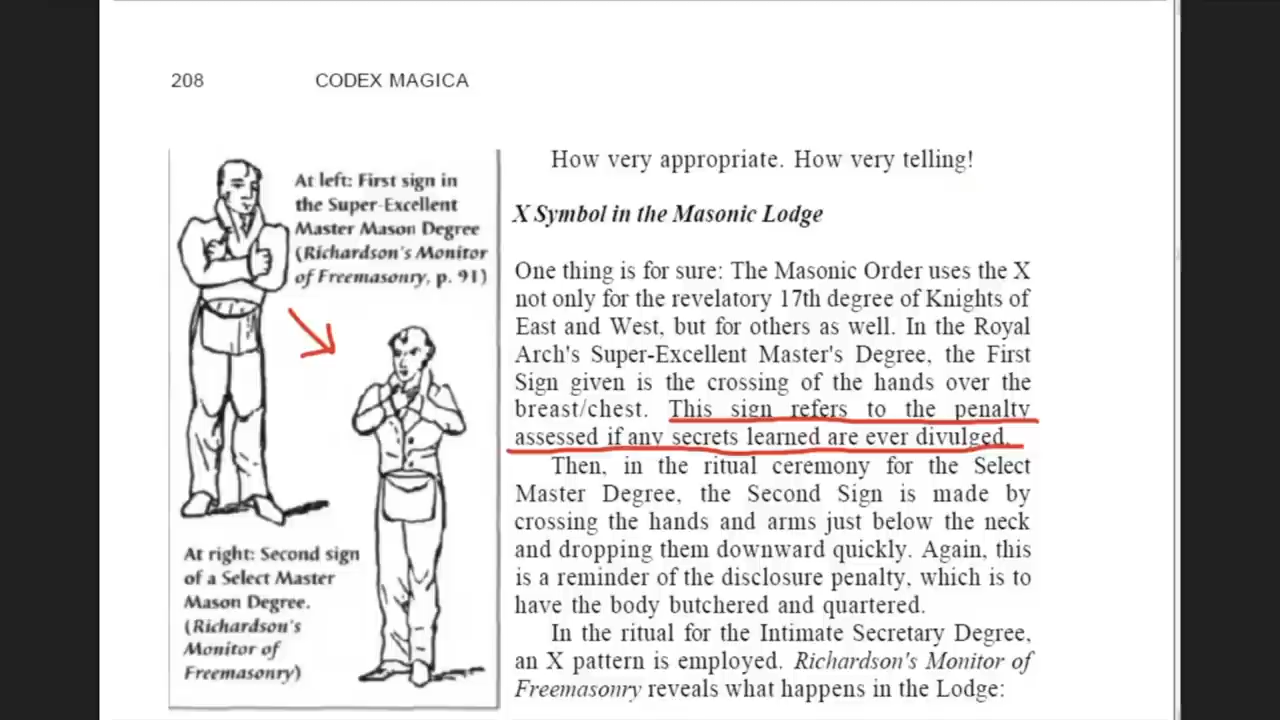 208 CODEX MAGICA
At left: First sign in
the Super-Excellent
Master Mason Degree
(Richardson's Monitor
of Freemasonry, p. 91)
At right: Second sign
of a Select Master
Mason Degree.
(Richardson's
Monitor of
Freemasonry)
How very appropriate. How very telling!
X Symbol in the Masonic Lodge
One thing is for sure: The Masonic Order uses the X
not only for the revelatory 17th degree of Knights of
East and West, but for others as well. In the Royal
Arch's Super-Excellent Master's Degree, the First
Sign given is the crossing of the hands over the
breast/chest. This sign refers to the penalty
assessed if any secrets learned are ever divulged.
Then, in the ritual ceremony for the Select
Master Degree, the Second Sign is made by
crossing the hands and arms just below the neck
and dropping them downward quickly. Again, this
is a reminder of the disclosure penalty, which is to
have the body butchered and quartered.
In the ritual for the Intimate Secretary Degree,
an X pattern is employed. Richardson's Monitor of
Freemasonry reveals what happens in the Lodge: